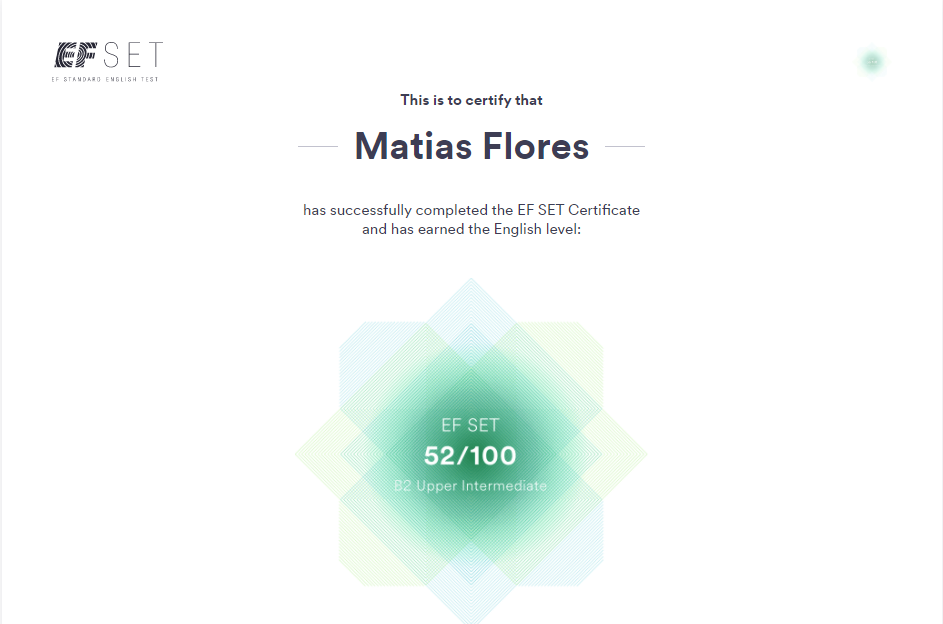 EF SET
EF STANDARD ENGLISH TEST
This is to certify that
Matias Flores
has successfully completed the EF SET Certificate
and has earned the English level:
EF SET
52/100
B2 Upper Intermediate